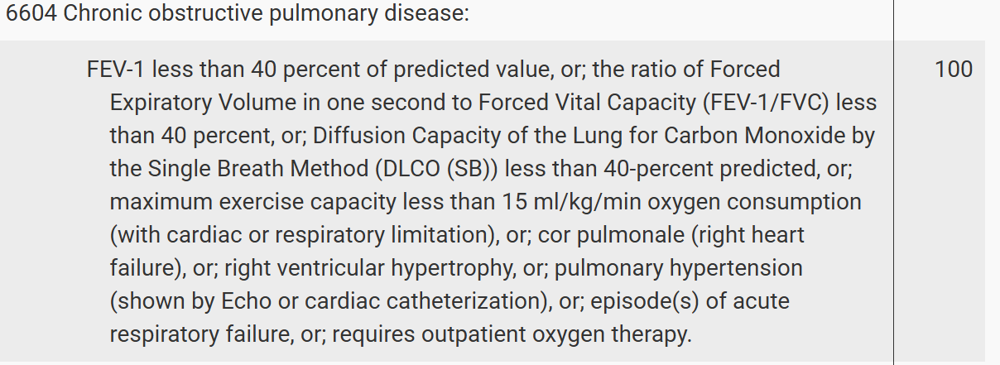 6604 Chronic obstructive pulmonary disease:
FEV-1 less than 40 percent of predicted value, or; the ratio of Forced 100
Expiratory Volume in one second to Forced Vital Capacity (FEV-1/FVC) less
than 40 percent, or; Diffusion Capacity of the Lung for Carbon Monoxide by
the Single Breath Method (DLCO (SB)) less than 40-percent predicted, or;
maximum exercise capacity less than 15 ml/kg/min oxygen consumption
(with cardiac or respiratory limitation), or; cor pulmonale (right heart
failure), or; right ventricular hypertrophy, or; pulmonary hypertension
(shown by Echo or cardiac catheterization), or; episode(s) of acute
respiratory failure, or; requires outpatient oxygen therapy.